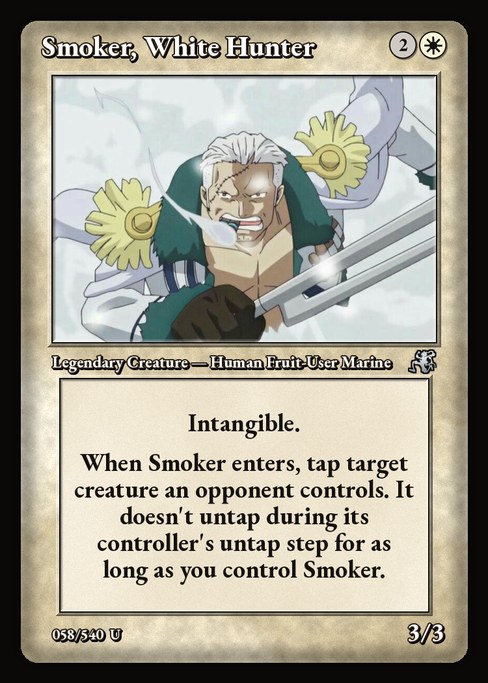 Smoker, White Hunter 2
Legendary Creature — Human Fruit-User Marine
Intangible.
When Smoker enters, tap target
creature an opponent controls. It
doesn't untap during its
controller's untap step for as
long as you control Smoker.
058/540 U 3/3